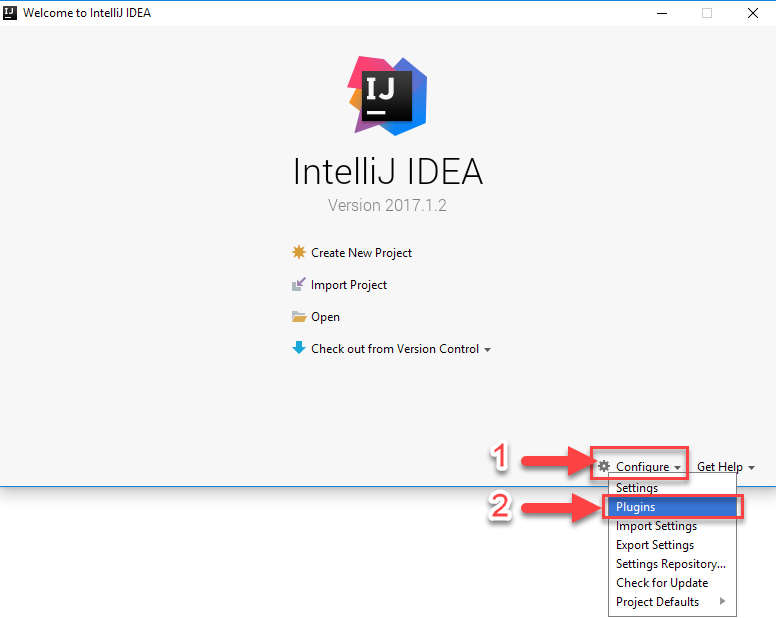 Welcome to IntelliJ IDEA
IJ
IntelliJ IDEA
Version 2017.1.2
Create New Project
Import Project
Open
Check out from Version Control
1
Configure
Get Help
Settings
2
Plugins
Import Settings
Export Settings
Settings Repository...
Check for Update
Project Defaults